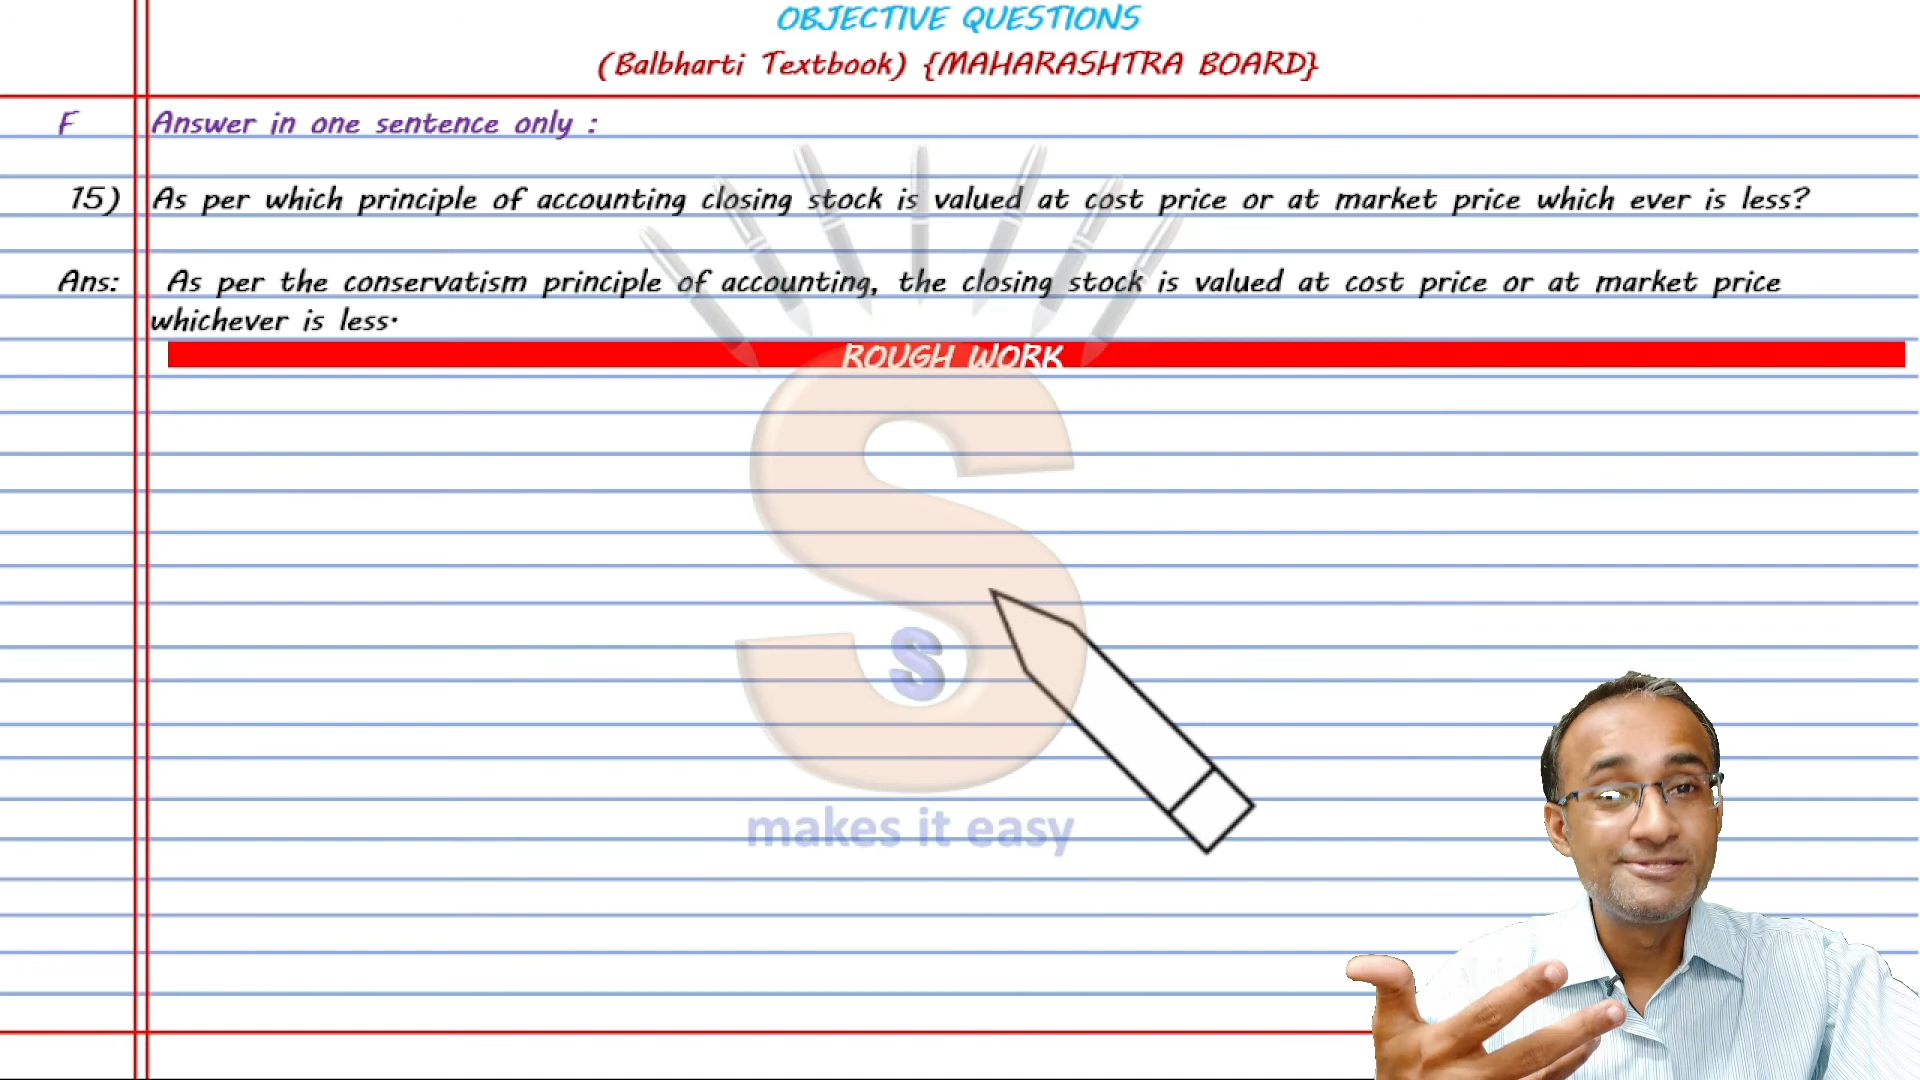 OBJECTIVE QUESTIONS
(Balbharti Textbook) {MAHARASHTRA BOARD}
F Answer in one sentence only :
15) As per which principle of accounting closing stock is valued at cost price or at market price which ever is less?
Ans: As per the conservatism principle of accounting, the closing stock is valued at cost price or at market price
whichever is less.
ROUGH WORK
S
S
makes it easy